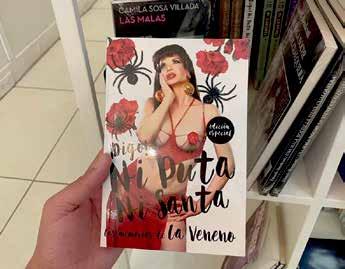 CAMILA SOSA VILLADA
LAS MALAS
edición
especial
¡Digo!
Ni Puta
Ni Santa
Las memorias de La Veneno